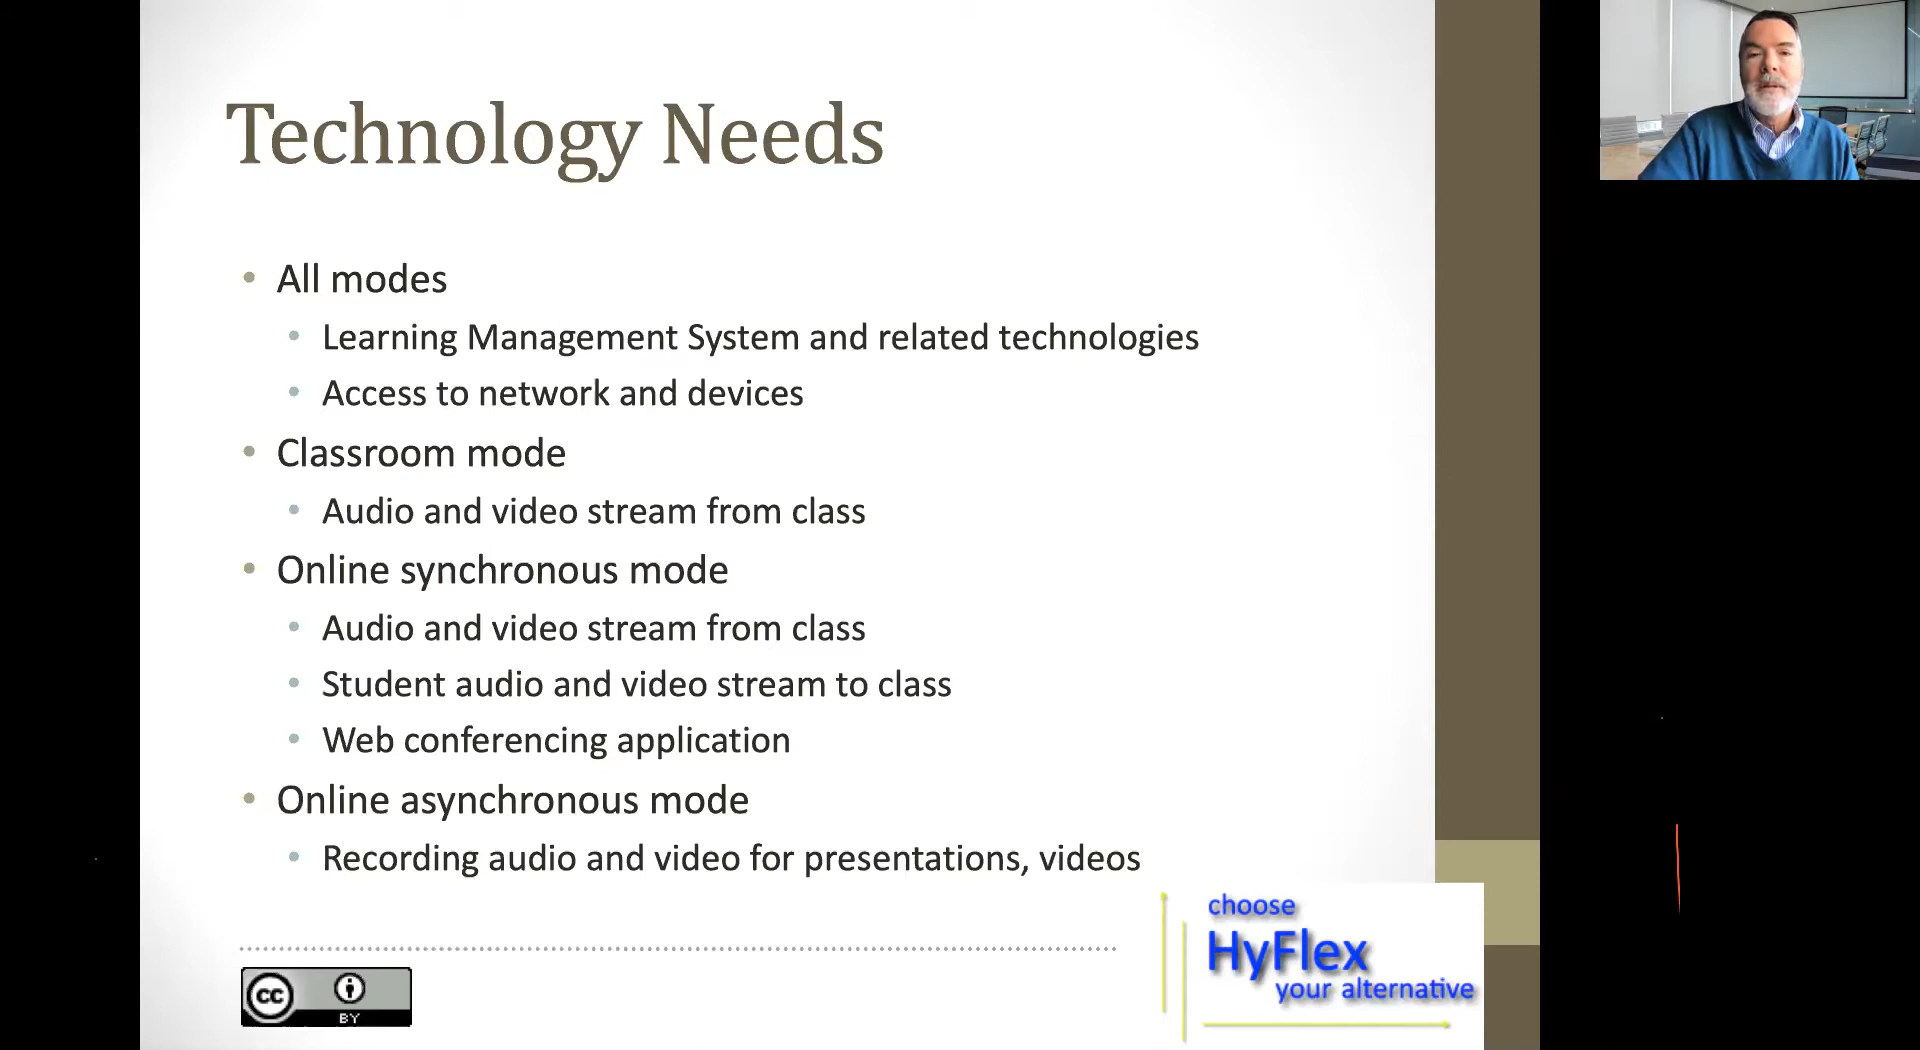 Technology Needs
• All modes
• Learning Management System and related technologies
• Access to network and devices
• Classroom mode
• Audio and video stream from class
• Online synchronous mode
• Audio and video stream from class
• Student audio and video stream to class
• Web conferencing application
• Online asynchronous mode
• Recording audio and video for presentations, videos
choose
HyFlex
your alternative
cc
BY